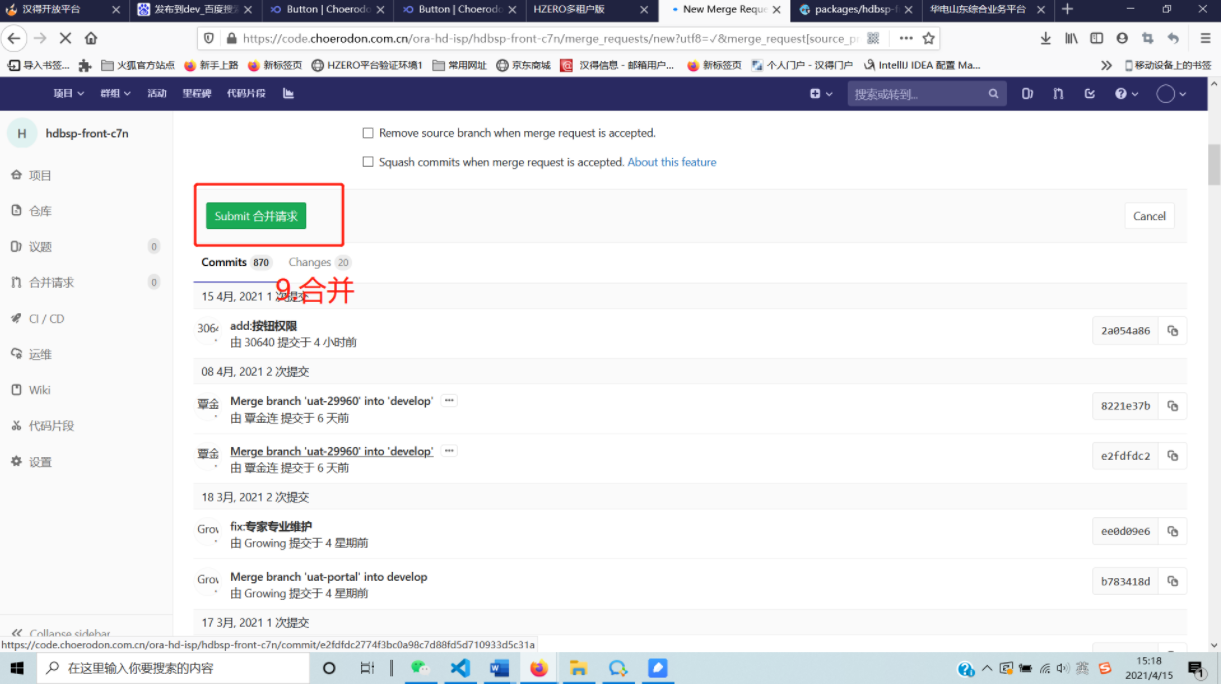 汉得开放平台
发布到dev_百度搜
Button | Choerodo
Button | Choerodo
HZERO多租户版
New Merge Reque
packages/hdbsp-f
华电山东综合业务平台
https://code.choerodon.com.cn/ora-hd-isp/hdbsp-front-c7n/merge_requests/new?utf8=✓&merge_request[source_pr
导入书签...
火狐官方站点
新手上路
新标签页
HZERO平台验证环境1
常用网址
京东商城
汉得信息 - 邮箱用户...
新标签页
个人门户 - 汉得门户
IntelliJ IDEA 配置 Ma...
移动设备上的书签
项目
群组
活动
里程碑
代码片段
搜索或转到...
H
hdbsp-front-c7n
项目
仓库
议题
0
合并请求
0
CI / CD
运维
Wiki
代码片段
设置
Collapse sidebar
Remove source branch when merge request is accepted.
Squash commits when merge request is accepted. About this feature
Submit 合并请求
Cancel
Commits 870
Changes 20
9.合并
15 4月, 2021 1 次提交
3064
add:按钮权限
由 30640 提交于 4 小时前
2a054a86
08 4月, 2021 2 次提交
覃金
Merge branch 'uat-29960' into 'develop'
由 覃金连 提交于 6 天前
8221e37b
覃金
Merge branch 'uat-29960' into 'develop'
由 覃金连 提交于 6 天前
e2fdfdc2
18 3月, 2021 2 次提交
Grov
fix:专家专业维护
由 Growing 提交于 4 星期前
ee0d09e6
Grov
Merge branch 'uat-portal' into develop
由 Growing 提交于 4 星期前
b783418d
17 3月, 2021 1 次提交
https://code.choerodon.com.cn/ora-hd-isp/hdbsp-front-c7n/commit/e2fdfdc2774f3bc0a98c7d88fd5d710933d5c31a
在这里输入你要搜索的内容
英
15:18
2021/4/15
1